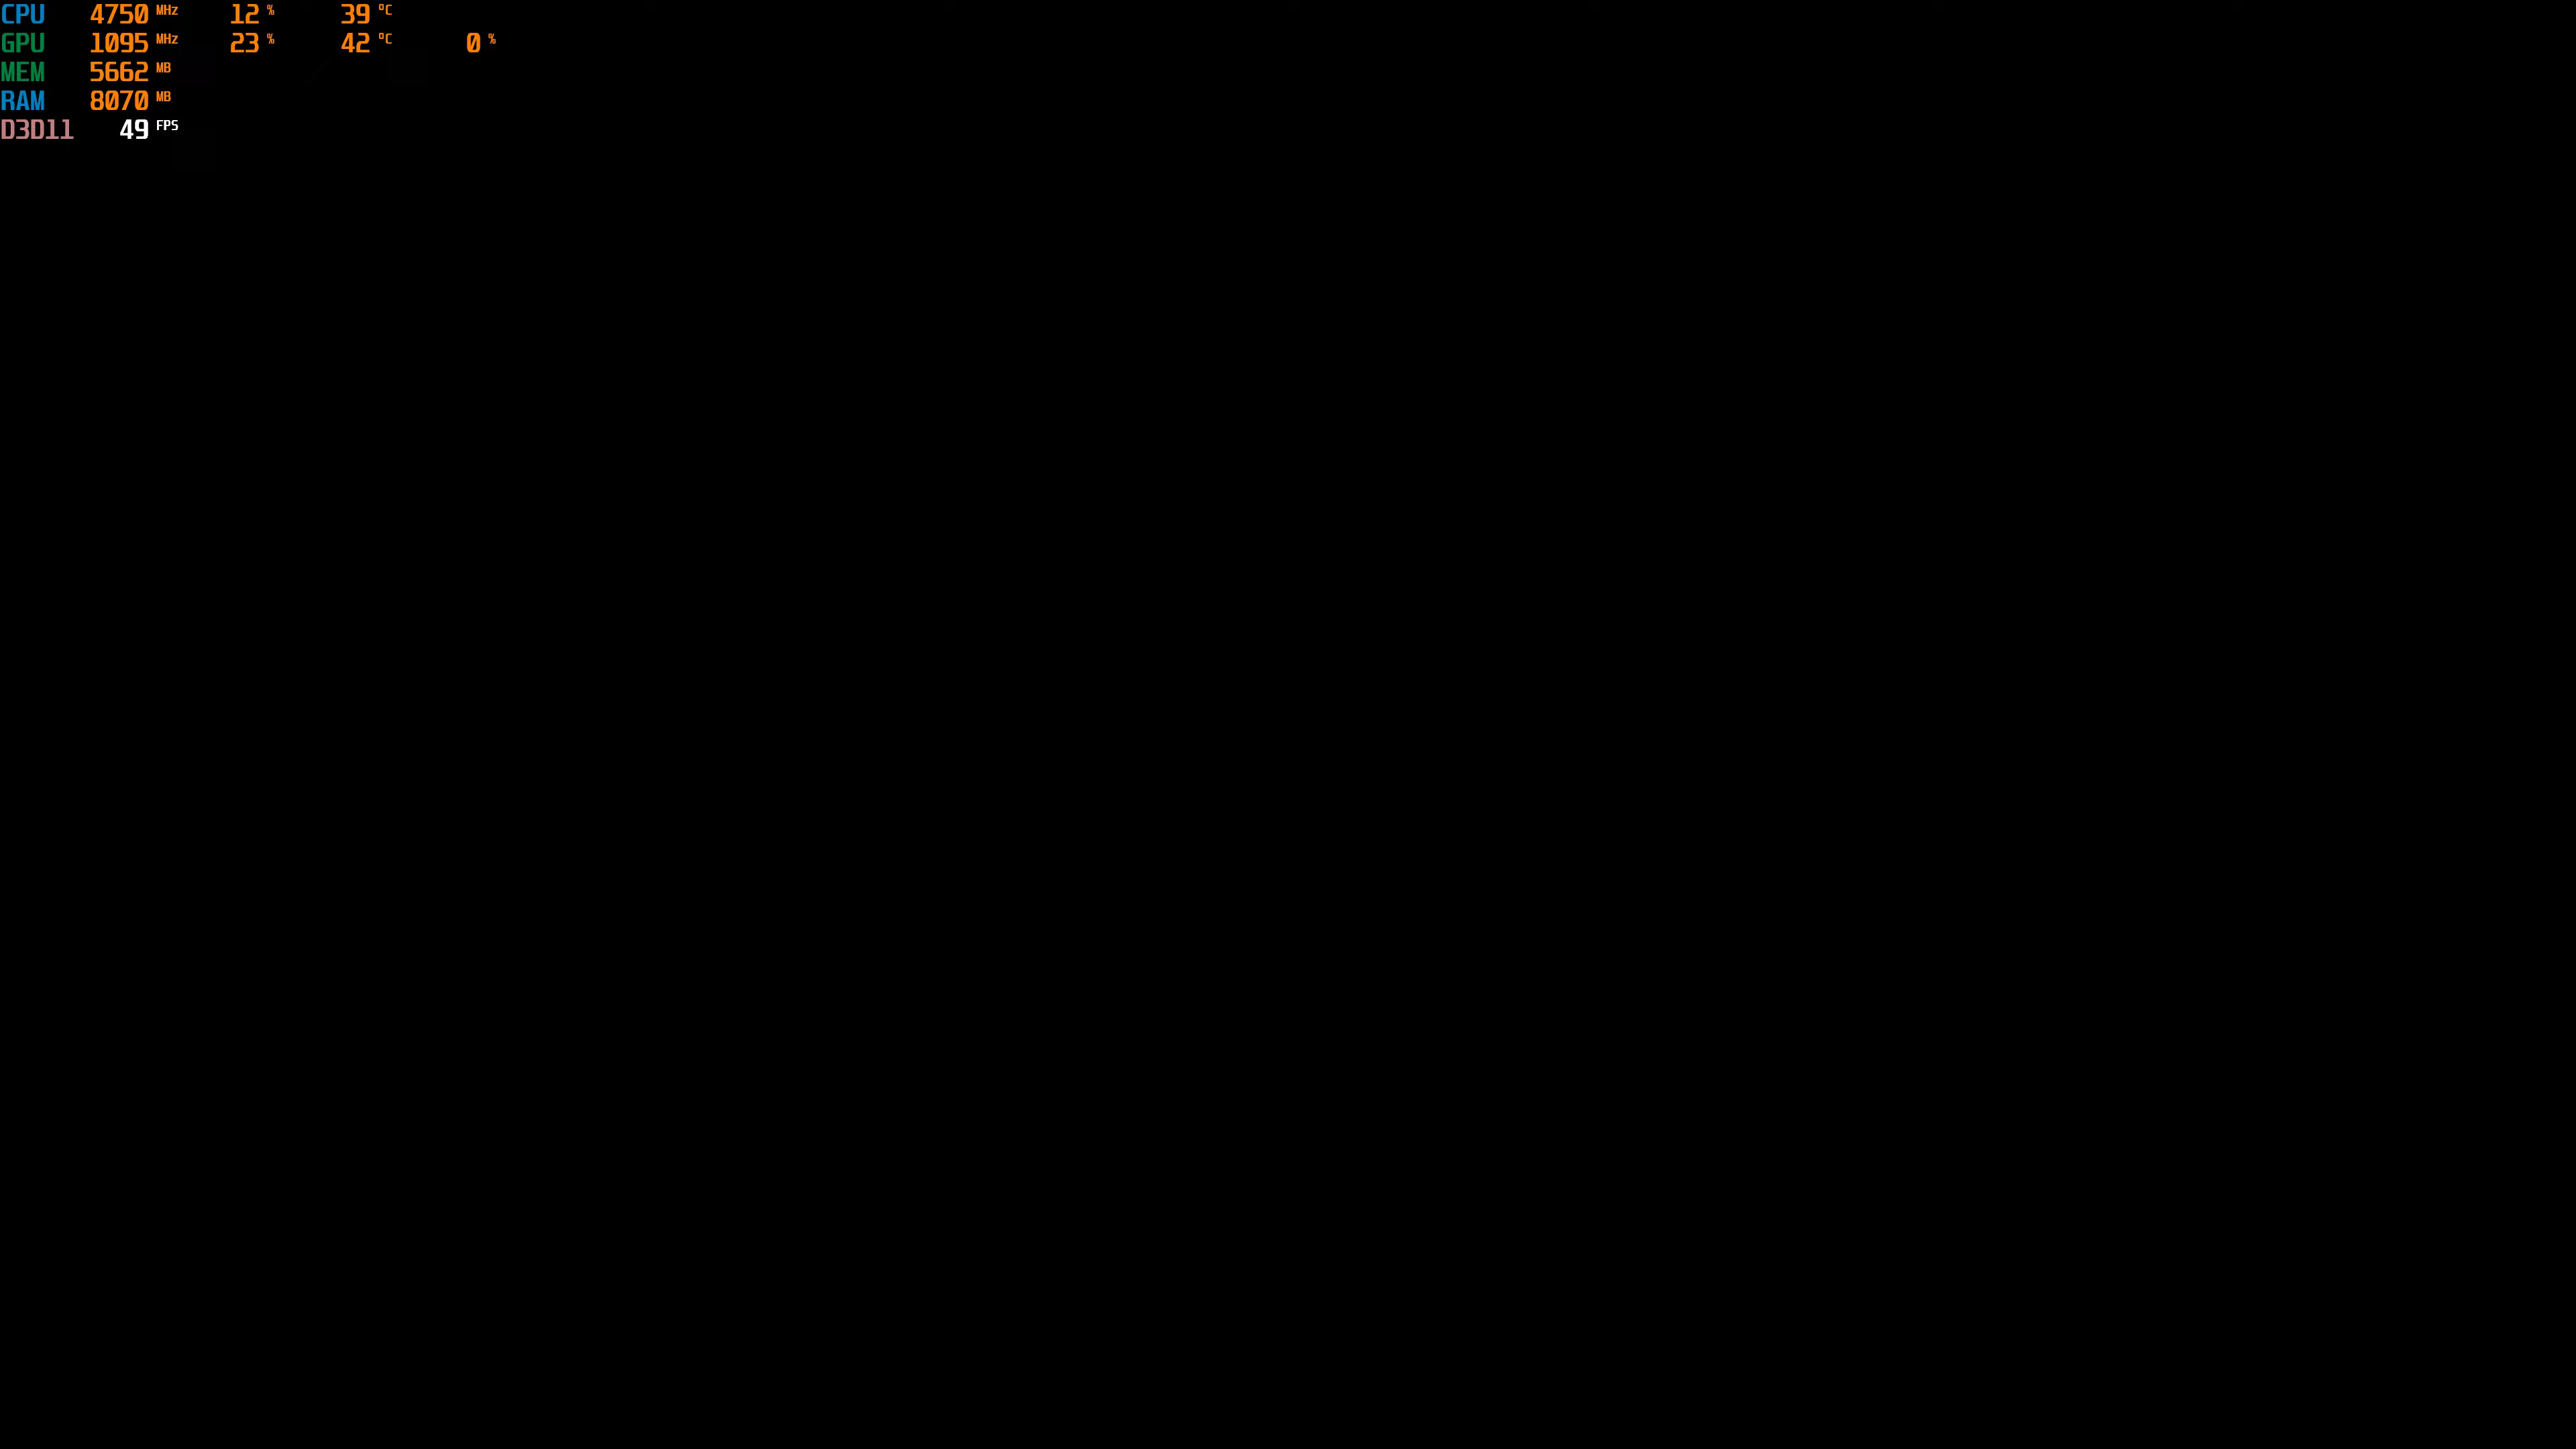 CPU 4750 MHz 12 % 39 °C
GPU 1095 MHz 23 % 42 °C 0 %
MEM 5662 MB
RAM 8070 MB
D3D11 49 FPS